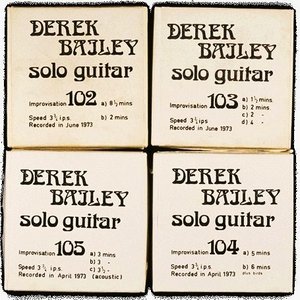 DEREK
BAILEY
solo guitar
Improvisation 102 a) 8½ mins
Speed 3¾ i.p.s. b) 2 mins
Recorded in June 1973
DEREK
BAILEY
solo guitar
Improvisation 103 a) 1½ mins
b) 2 mins
Speed 3¾ i.p.s. c) 2 "
Recorded in June 1973 d) 4 "
DEREK
BAILEY
solo guitar
Improvisation 105 a) 3 mins
b) 3 "
Speed 3¾ i.p.s. c) 3½ "
Recorded in April 1973 (acoustic)
DEREK
BAILEY
solo guitar
Improvisation 104 a) 5 mins
Speed 3¾ i.p.s. b) 6 mins
Recorded in April 1973 plus birds